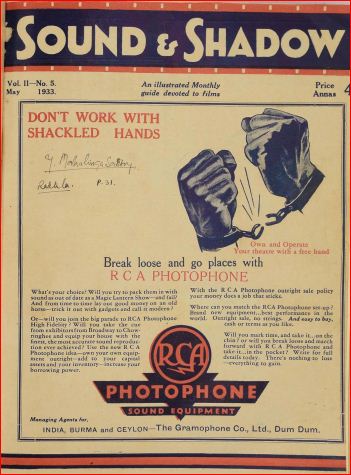 SOUND & SHADOW
Vol. II—No. 5.
May 1933.
An illustrated Monthly
guide devoted to films
Price
Annas 4
DON'T WORK WITH
SHACKLED HANDS
P. 31.
Own and Operate
Your theatre with a free hand
Break loose and go places with
RCA PHOTOPHONE
What's your choice? Will you try to pack them in with
sound as out of date as a Magic Lantern Show—and fail?
And from time to time lay out good money on an old
horse—trick it out with gadgets and call it modern?
Or—will you join the big parade to RCA Photophone
High Fidelity? Will you take the cue
from exhibitors from Broadway to Chow-
ringhee and equip your house with the
finest, the most accurate sound reproduc-
tion ever achieved? Use the new RCA
Photophone idea—own your own equip-
ment outright—add to your capital
assets and your inventory—increase your
borrowing power.
With the RCA Photophone outright sale policy
your money does a job that sticks.
Where can you match the RCA Photophone set-up?
Brand new equipment...best performance in the
world. Outright sale, no strings. And easy to buy,
cash or terms as you like.
Will you mark time, and take it... on the
chin? or will you break loose and march
forward with RCA Photophone and
take it...in the pocket? Write for full
details today. There's nothing to lose
—everything to gain.
RCA
PHOTOPHONE
SOUND EQUIPMENT
Managing Agents for,
INDIA, BURMA and CEYLON—The Gramophone Co., Ltd., Dum Dum.